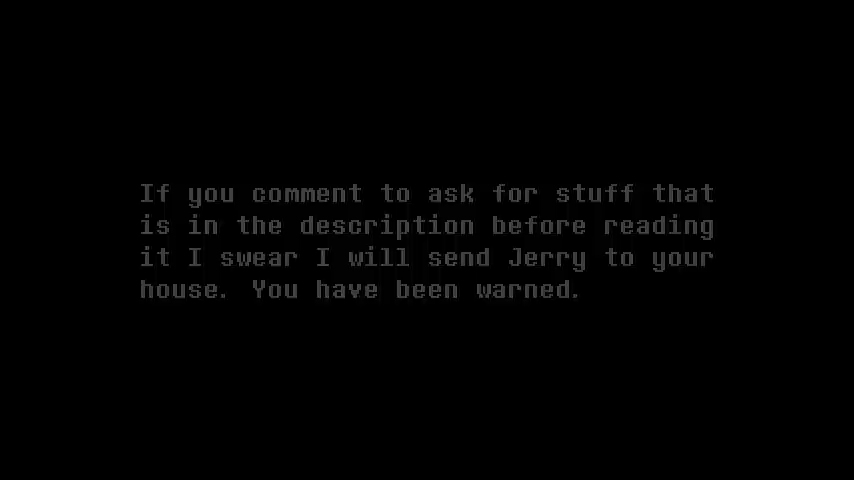 If you comment to ask for stuff that
is in the description before reading
it I swear I will send Jerry to your
house. You have been warned.